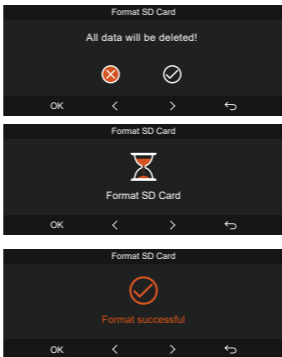 Format SD Card
All data will be deleted!
OK < >
Format SD Card
Format SD Card
OK < >
Format SD Card
Format successful
OK < >